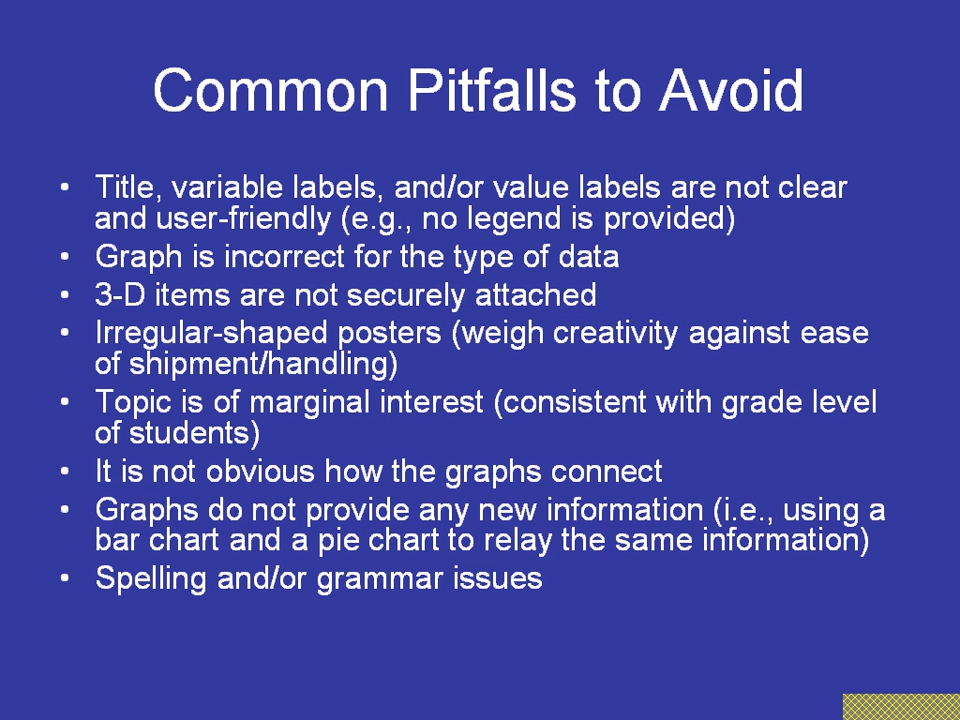 Common Pitfalls to Avoid
• Title, variable labels, and/or value labels are not clear
and user-friendly (e.g., no legend is provided)
• Graph is incorrect for the type of data
• 3-D items are not securely attached
• Irregular-shaped posters (weigh creativity against ease
of shipment/handling)
• Topic is of marginal interest (consistent with grade level
of students)
• It is not obvious how the graphs connect
• Graphs do not provide any new information (i.e., using a
bar chart and a pie chart to relay the same information)
• Spelling and/or grammar issues